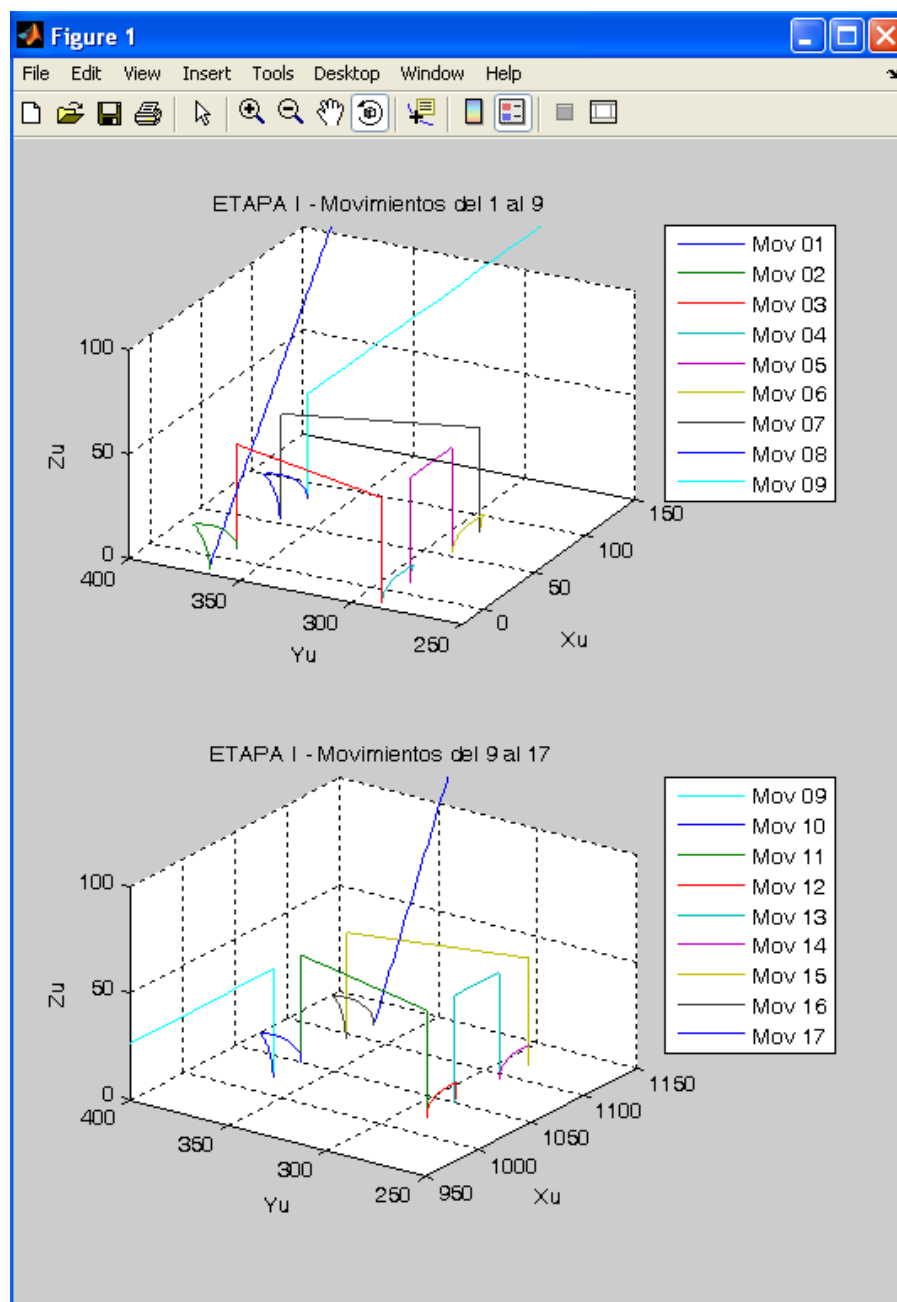 Figure 1
File Edit View Insert Tools Desktop Window Help
ETAPA I - Movimientos del 1 al 9
Mov 01
Mov 02
Mov 03
Mov 04
Mov 05
Mov 06
Mov 07
Mov 08
Mov 09
100
50
0
Zu
400
350
300
250
Yu
0
50
100
150
Xu
ETAPA I - Movimientos del 9 al 17
Mov 09
Mov 10
Mov 11
Mov 12
Mov 13
Mov 14
Mov 15
Mov 16
Mov 17
100
50
0
Zu
400
350
300
250
Yu
950
1000
1050
1100
1150
Xu